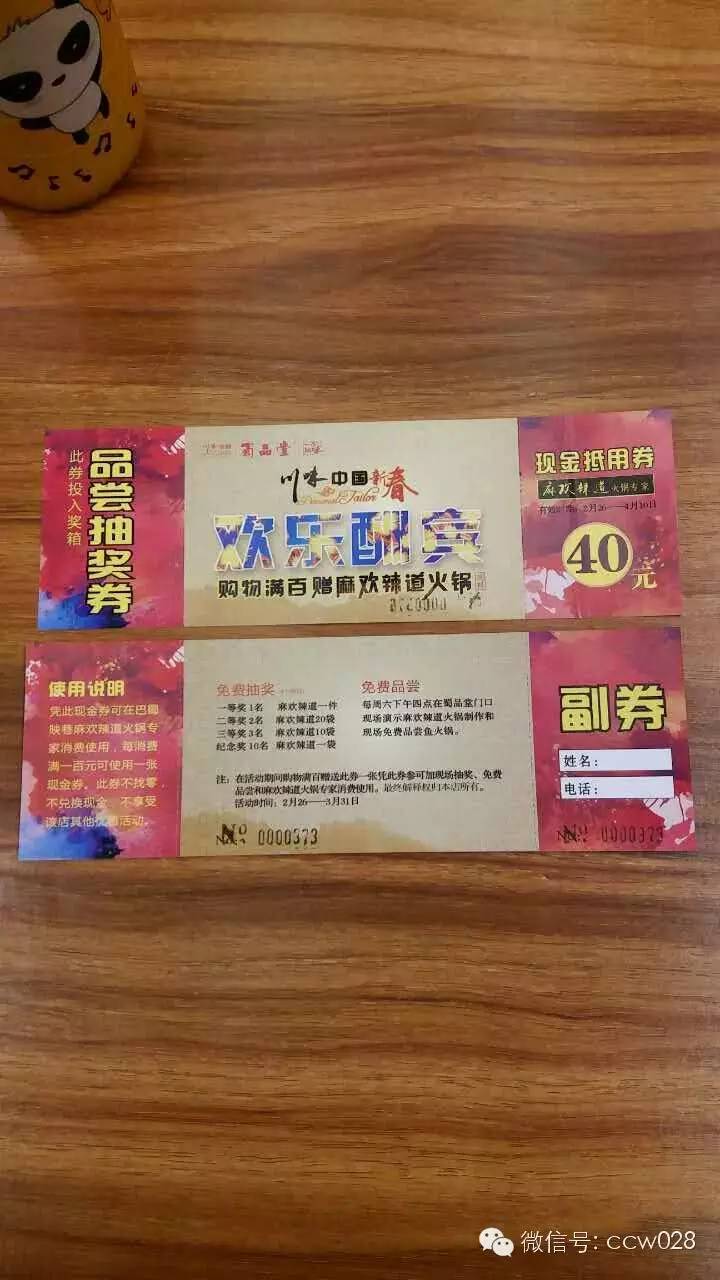 品尝抽奖券
此券投入奖箱
蜀品堂
川味中国新春
Personal Tailor
欢乐酬宾
购物满百赠麻欢辣道火锅
现金抵用券
麻欢辣道火锅专家
40元
使用说明
凭此现金券可在巴蜀
映巷麻欢辣道火锅专
家消费使用，每消费
满一百元可使用一张
现金券。此券不找零，
不兑换现金，不享受
该店其他优惠活动。
免费抽奖
一等奖1名 麻欢辣道一件
二等奖2名 麻欢辣道20袋
三等奖3名 麻欢辣道10袋
纪念奖10名 麻欢辣道一袋
免费品尝
每周六下午四点在蜀品堂门口
现场演示麻欢辣道火锅制作和
现场免费品尝鱼火锅。
注：在活动期间购物满百赠送此券一张凭此券参可加现场抽奖、免费
品尝和麻欢辣道火锅专家消费使用。最终解释权归本店所有。
活动时间：2月26——3月31日
No 0000373
副券
姓名：
电话：
No 0000373
微信号: ccw028